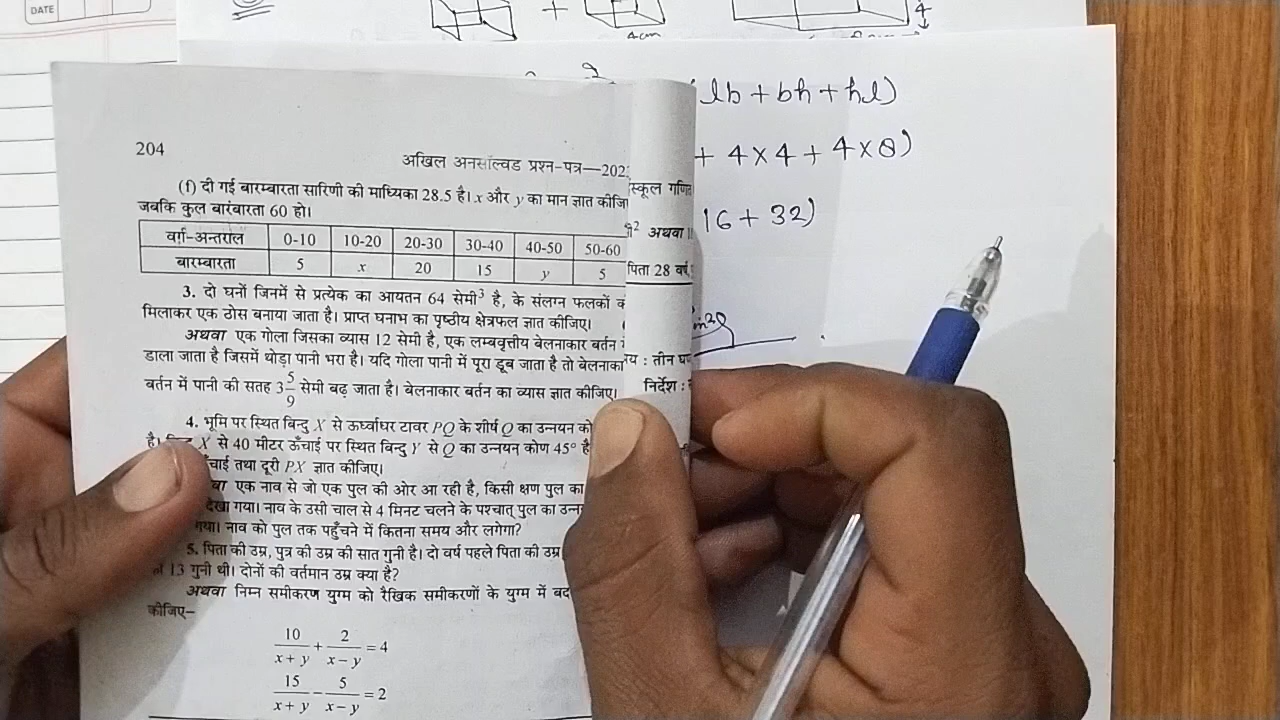 DATE
+
4cm
4
lb + bh + hl)
+ 4×4 + 4×8)
16 + 32)
204
अखिल अनसॉल्वड प्रश्न-पत्र—202
(f) दी गई बारम्बारता सारिणी की माध्यिका 28.5 है। x और y का मान ज्ञात कीजि
जबकि कुल बारंबारता 60 हो।
वर्ग-अन्तराल 0-10 10-20 20-30 30-40 40-50 50-60
बारम्बारता 5 x 20 15 y 5
3. दो घनों जिनमें से प्रत्येक का आयतन 64 सेमी³ है, के संलग्न फलकों क
मिलाकर एक ठोस बनाया जाता है। प्राप्त घनाभ का पृष्ठीय क्षेत्रफल ज्ञात कीजिए।
अथवा एक गोला जिसका व्यास 12 सेमी है, एक लम्बवृत्तीय बेलनाकार बर्तन
डाला जाता है जिसमें थोड़ा पानी भरा है। यदि गोला पानी में पूरा डूब जाता है तो बेलनाका
बर्तन में पानी की सतह 3 5/9 सेमी बढ़ जाता है। बेलनाकार बर्तन का व्यास ज्ञात कीजिए।
4. भूमि पर स्थित बिन्दु X से ऊर्ध्वाधर टावर PQ के शीर्ष Q का उन्नयन को
है। X से 40 मीटर ऊँचाई पर स्थित बिन्दु Y से Q का उन्नयन कोण 45° है
चाई तथा दूरी PX ज्ञात कीजिए।
वा एक नाव से जो एक पुल की ओर आ रही है, किसी क्षण पुल का
देखा गया। नाव के उसी चाल से 4 मिनट चलने के पश्चात् पुल का उन्न
गया। नाव को पुल तक पहुँचने में कितना समय और लगेगा?
5. पिता की उम्र, पुत्र की उम्र की सात गुनी है। दो वर्ष पहले पिता की उम्र
13 गुनी थी। दोनों की वर्तमान उम्र क्या है?
अथवा निम्न समीकरण युग्म को रैखिक समीकरणों के युग्म में बद
कीजिए–
10/(x+y) + 2/(x−y) = 4
15/(x+y) − 5/(x−y) = 2
स्कूल गणित
अथवा
पिता 28 वर्ष,
य : तीन घ
निर्देश :